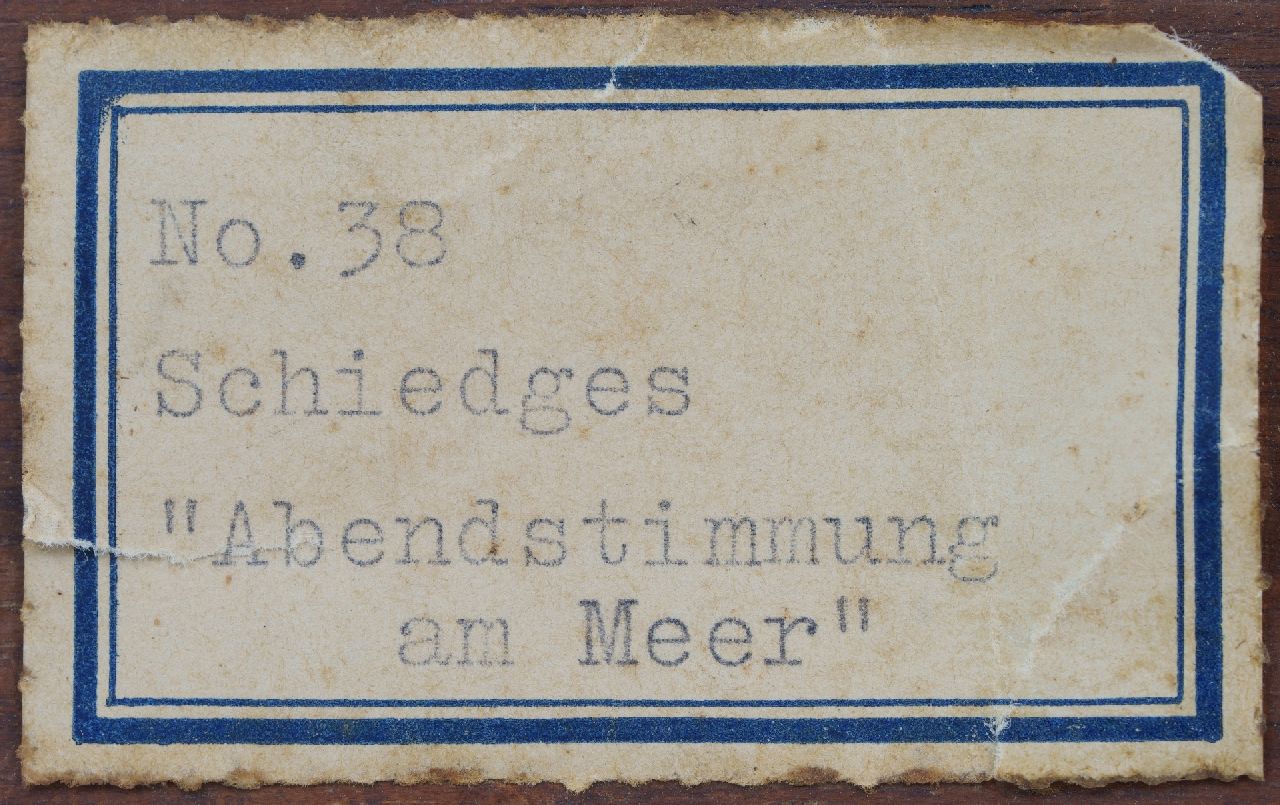 No.38
Schiedges
"Abendstimmung
am Meer"